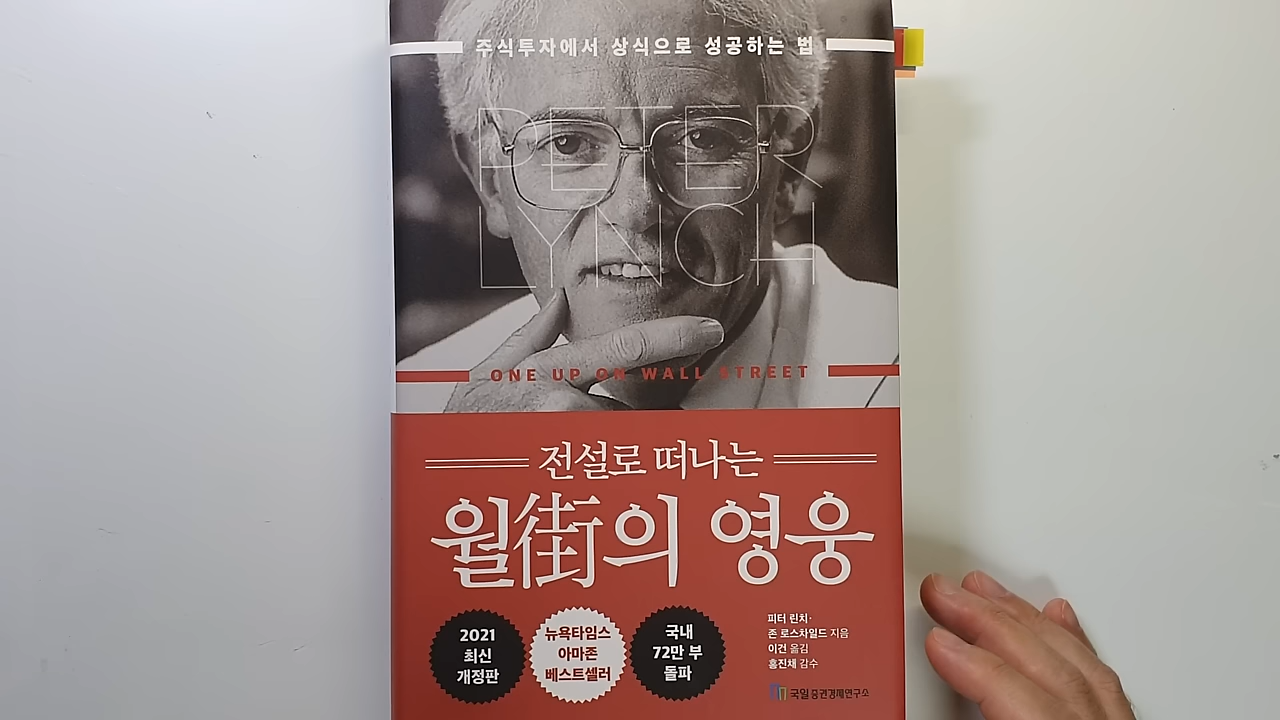 주식투자에서 상식으로 성공하는 법
PETER
LYNCH
ONE UP ON WALL STREET
전설로 떠나는
월街의 영웅
2021
최신
개정판
뉴욕타임스
아마존
베스트셀러
국내
72만 부
돌파
피터 린치·
존 로스차일드 지음
이건 옮김
홍진채 감수
국일증권경제연구소